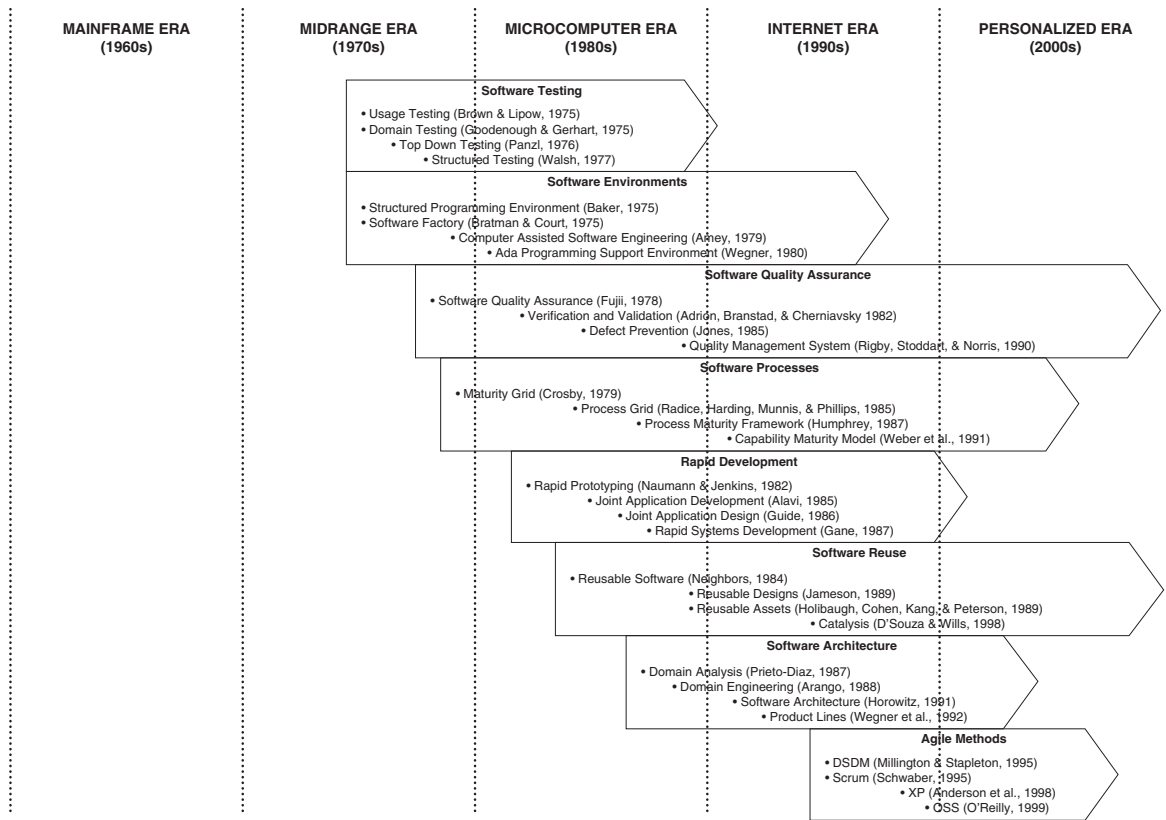 MAINFRAME ERA
(1960s)
MIDRANGE ERA
(1970s)
MICROCOMPUTER ERA
(1980s)
INTERNET ERA
(1990s)
PERSONALIZED ERA
(2000s)
Software Testing
• Usage Testing (Brown & Lipow, 1975)
• Domain Testing (Goodenough & Gerhart, 1975)
• Top Down Testing (Panzl, 1976)
• Structured Testing (Walsh, 1977)
Software Environments
• Structured Programming Environment (Baker, 1975)
• Software Factory (Bratman & Court, 1975)
• Computer Assisted Software Engineering (Amey, 1979)
• Ada Programming Support Environment (Wegner, 1980)
Software Quality Assurance
• Software Quality Assurance (Fujii, 1978)
• Verification and Validation (Adrion, Branstad, & Cherniavsky 1982)
• Defect Prevention (Jones, 1985)
• Quality Management System (Rigby, Stoddart, & Norris, 1990)
Software Processes
• Maturity Grid (Crosby, 1979)
• Process Grid (Radice, Harding, Munnis, & Phillips, 1985)
• Process Maturity Framework (Humphrey, 1987)
• Capability Maturity Model (Weber et al., 1991)
Rapid Development
• Rapid Prototyping (Naumann & Jenkins, 1982)
• Joint Application Development (Alavi, 1985)
• Joint Application Design (Guide, 1986)
• Rapid Systems Development (Gane, 1987)
Software Reuse
• Reusable Software (Neighbors, 1984)
• Reusable Designs (Jameson, 1989)
• Reusable Assets (Holibaugh, Cohen, Kang, & Peterson, 1989)
• Catalysis (D'Souza & Wills, 1998)
Software Architecture
• Domain Analysis (Prieto-Diaz, 1987)
• Domain Engineering (Arango, 1988)
• Software Architecture (Horowitz, 1991)
• Product Lines (Wegner et al., 1992)
Agile Methods
• DSDM (Millington & Stapleton, 1995)
• Scrum (Schwaber, 1995)
• XP (Anderson et al., 1998)
• OSS (O'Reilly, 1999)